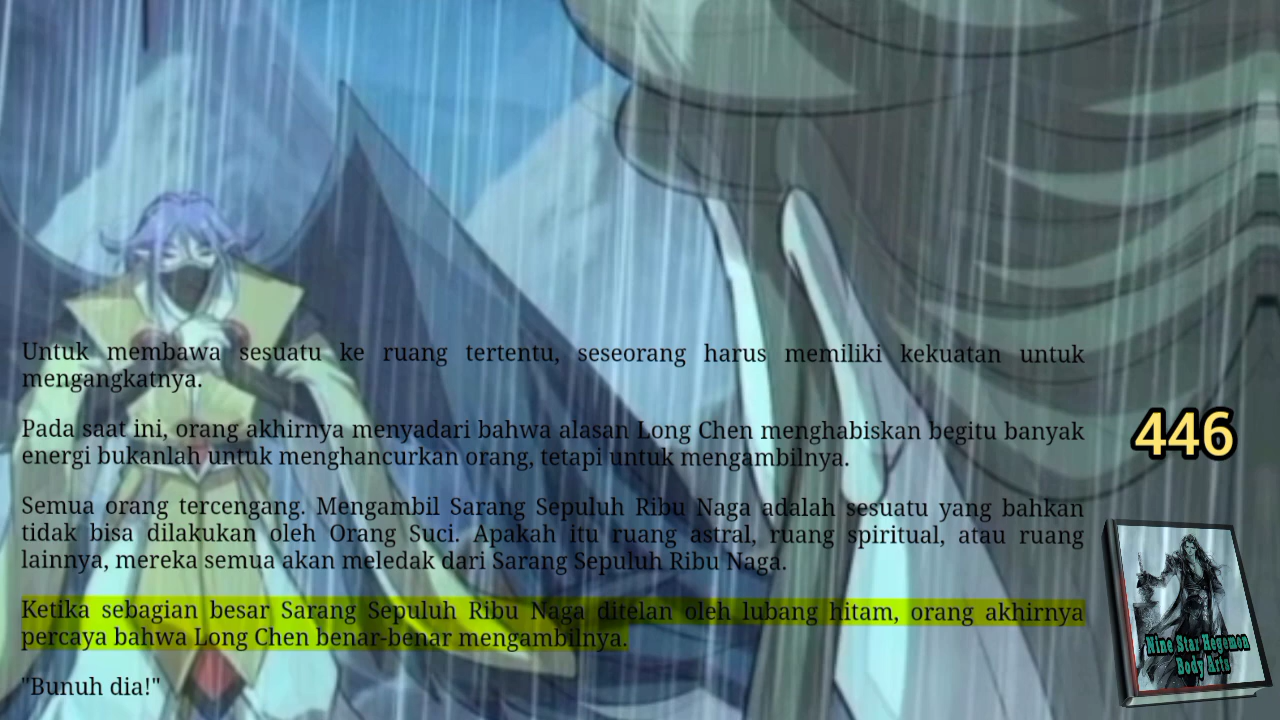 Untuk membawa sesuatu ke ruang tertentu, seseorang harus memiliki kekuatan untuk
mengangkatnya.
Pada saat ini, orang akhirnya menyadari bahwa alasan Long Chen menghabiskan begitu banyak
energi bukanlah untuk menghancurkan orang, tetapi untuk mengambilnya.
Semua orang tercengang. Mengambil Sarang Sepuluh Ribu Naga adalah sesuatu yang bahkan
tidak bisa dilakukan oleh Orang Suci. Apakah itu ruang astral, ruang spiritual, atau ruang
lainnya, mereka semua akan meledak dari Sarang Sepuluh Ribu Naga.
Ketika sebagian besar Sarang Sepuluh Ribu Naga ditelan oleh lubang hitam, orang akhirnya
percaya bahwa Long Chen benar-benar mengambilnya.
"Bunuh dia!"
446
Nine Star Hegemon
Body Arts